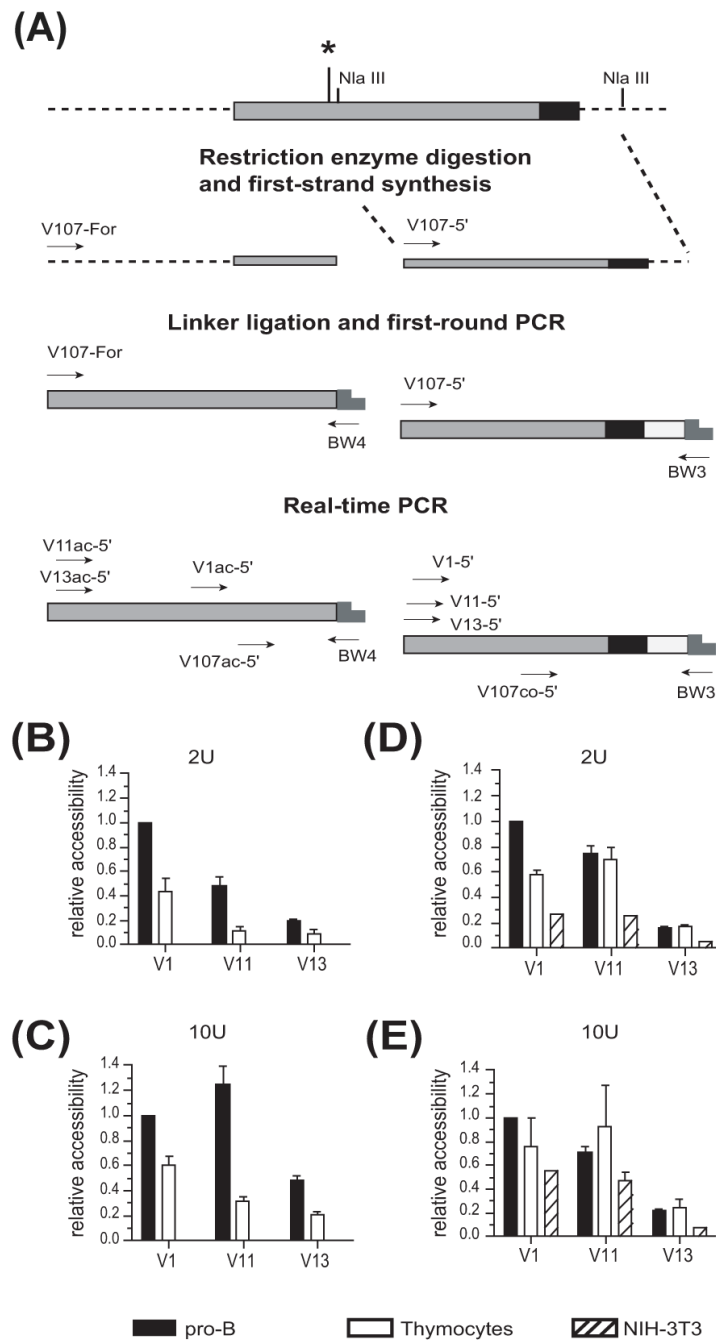 (A)
*
Nla III
Nla III
Restriction enzyme digestion
and first-strand synthesis
V107-For
V107-5'
Linker ligation and first-round PCR
V107-For
V107-5'
BW4
BW3
Real-time PCR
V11ac-5'
V13ac-5'
V1ac-5'
V107ac-5'
BW4
V1-5'
V11-5'
V13-5'
V107co-5'
BW3
(B)
2U
relative accessibility
1.4
1.2
1.0
0.8
0.6
0.4
0.2
0.0
V1 V11 V13
(D)
2U
relative accessibility
1.4
1.2
1.0
0.8
0.6
0.4
0.2
0.0
V1 V11 V13
(C)
10U
relative accessibility
1.4
1.2
1.0
0.8
0.6
0.4
0.2
0.0
V1 V11 V13
(E)
10U
relative accessibility
1.4
1.2
1.0
0.8
0.6
0.4
0.2
0.0
V1 V11 V13
pro-B Thymocytes NIH-3T3